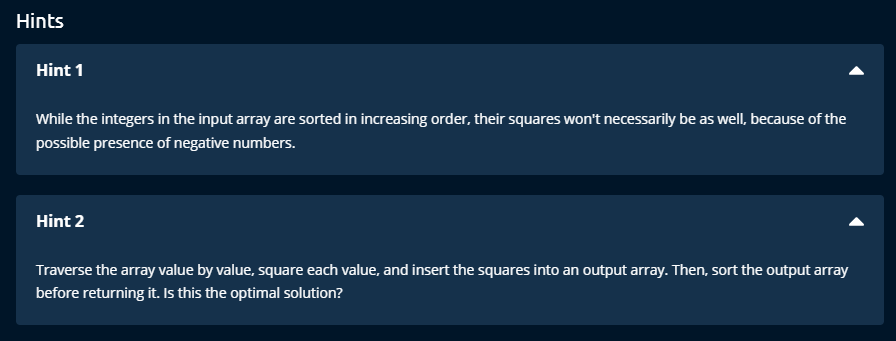 Hints
Hint 1
While the integers in the input array are sorted in increasing order, their squares won't necessarily be as well, because of the
possible presence of negative numbers.
Hint 2
Traverse the array value by value, square each value, and insert the squares into an output array. Then, sort the output array
before returning it. Is this the optimal solution?